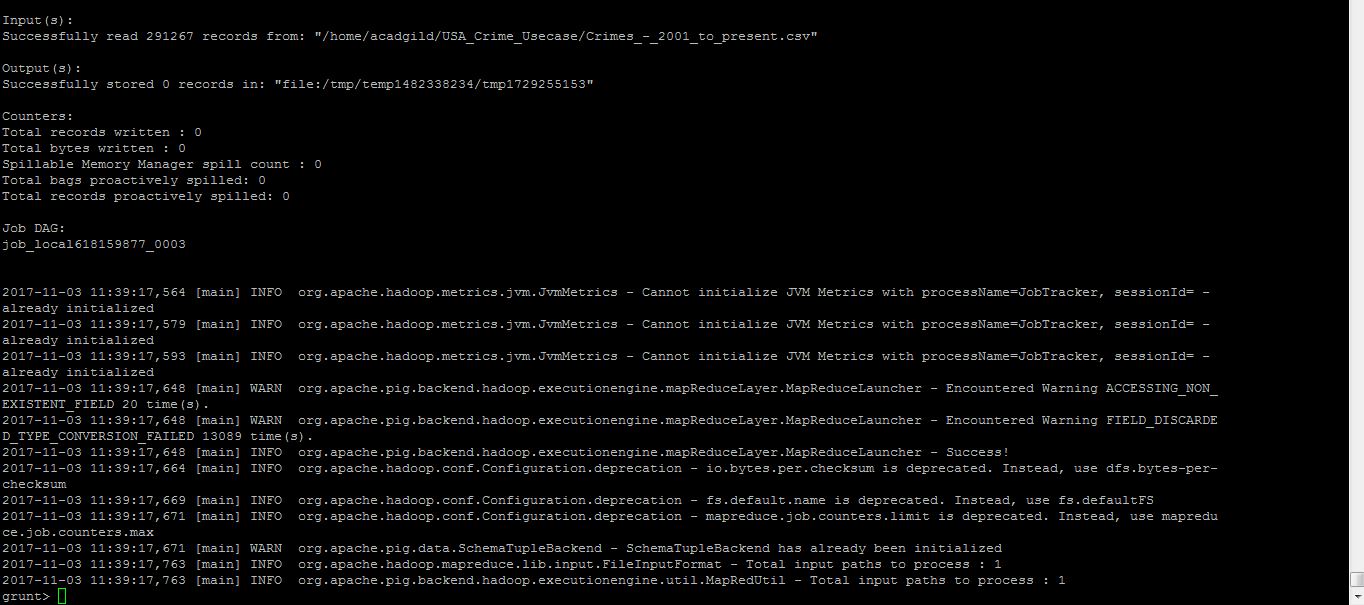 Input(s):
Successfully read 291267 records from: "/home/acadgild/USA_Crime_Usecase/Crimes_-_2001_to_present.csv"
Output(s):
Successfully stored 0 records in: "file:/tmp/temp1482338234/tmp1729255153"
Counters:
Total records written : 0
Total bytes written : 0
Spillable Memory Manager spill count : 0
Total bags proactively spilled: 0
Total records proactively spilled: 0
Job DAG:
job_local618159877_0003
2017-11-03 11:39:17,564 [main] INFO  org.apache.hadoop.metrics.jvm.JvmMetrics - Cannot initialize JVM Metrics with processName=JobTracker, sessionId= -
already initialized
2017-11-03 11:39:17,579 [main] INFO  org.apache.hadoop.metrics.jvm.JvmMetrics - Cannot initialize JVM Metrics with processName=JobTracker, sessionId= -
already initialized
2017-11-03 11:39:17,593 [main] INFO  org.apache.hadoop.metrics.jvm.JvmMetrics - Cannot initialize JVM Metrics with processName=JobTracker, sessionId= -
already initialized
2017-11-03 11:39:17,648 [main] WARN  org.apache.pig.backend.hadoop.executionengine.mapReduceLayer.MapReduceLauncher - Encountered Warning ACCESSING_NON_
EXISTENT_FIELD 20 time(s).
2017-11-03 11:39:17,648 [main] WARN  org.apache.pig.backend.hadoop.executionengine.mapReduceLayer.MapReduceLauncher - Encountered Warning FIELD_DISCARDE
D_TYPE_CONVERSION_FAILED 13089 time(s).
2017-11-03 11:39:17,648 [main] INFO  org.apache.pig.backend.hadoop.executionengine.mapReduceLayer.MapReduceLauncher - Success!
2017-11-03 11:39:17,664 [main] INFO  org.apache.hadoop.conf.Configuration.deprecation - io.bytes.per.checksum is deprecated. Instead, use dfs.bytes-per-
checksum
2017-11-03 11:39:17,669 [main] INFO  org.apache.hadoop.conf.Configuration.deprecation - fs.default.name is deprecated. Instead, use fs.defaultFS
2017-11-03 11:39:17,671 [main] INFO  org.apache.hadoop.conf.Configuration.deprecation - mapreduce.job.counters.limit is deprecated. Instead, use mapredu
ce.job.counters.max
2017-11-03 11:39:17,671 [main] WARN  org.apache.pig.data.SchemaTupleBackend - SchemaTupleBackend has already been initialized
2017-11-03 11:39:17,763 [main] INFO  org.apache.hadoop.mapreduce.lib.input.FileInputFormat - Total input paths to process : 1
2017-11-03 11:39:17,763 [main] INFO  org.apache.pig.backend.hadoop.executionengine.util.MapRedUtil - Total input paths to process : 1
grunt>